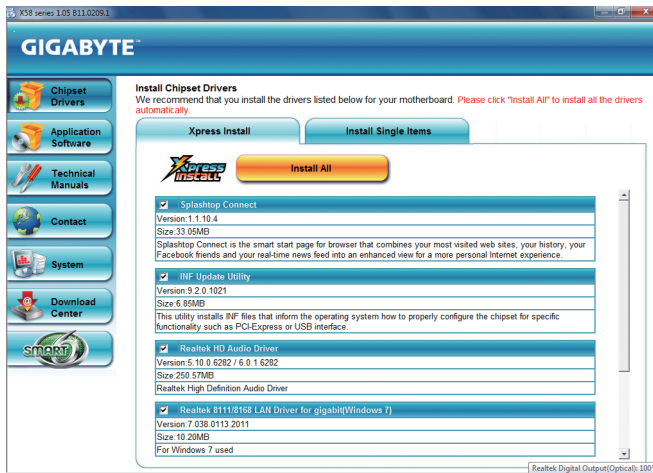 X58 series 1.05 B11.0209.1
GIGABYTE™
Chipset
Drivers
Application
Software
Technical
Manuals
Contact
System
Download
Center
SMART6
Install Chipset Drivers
We recommend that you install the drivers listed below for your motherboard. Please click "Install All" to install all the drivers
automatically.
Xpress Install
Install Single Items
Xpress
INSTALL
Install All
Splashtop Connect
Version:1.1.10.4
Size:33.05MB
Splashtop Connect is the smart start page for browser that combines your most visited web sites, your history, your
Facebook friends and your real-time news feed into an enhanced view for a more personal Internet experience.
INF Update Utility
Version:9.2.0.1021
Size:6.85MB
This utility installs INF files that inform the operating system how to properly configure the chipset for specific
functionality such as PCI-Express or USB interface.
Realtek HD Audio Driver
Version:5.10.0.6282 / 6.0.1.6282
Size:250.57MB
Realtek High Definition Audio Driver
Realtek 8111/8168 LAN Driver for gigabit(Windows 7)
Version:7.038.0113.2011
Size:10.20MB
For Windows 7 used
Realtek Digital Output(Optical): 100%